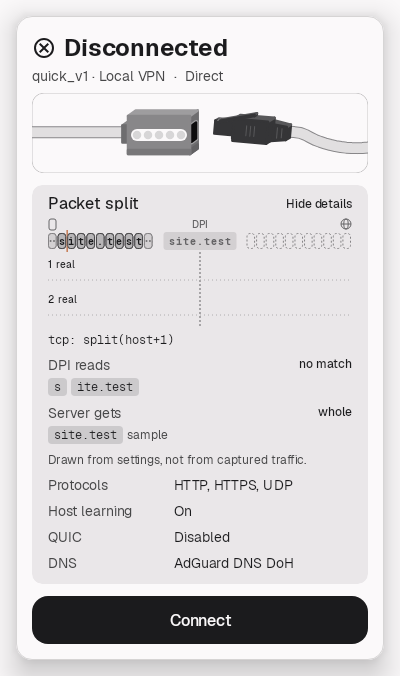 Disconnected
quick_v1 · Local VPN · Direct
Packet split Hide details
DPI
··site.test·· site.test
1 real
2 real
tcp: split(host+1)
DPI reads no match
s ite.test
Server gets whole
site.test sample
Drawn from settings, not from captured traffic.
Protocols HTTP, HTTPS, UDP
Host learning On
QUIC Disabled
DNS AdGuard DNS DoH
Connect